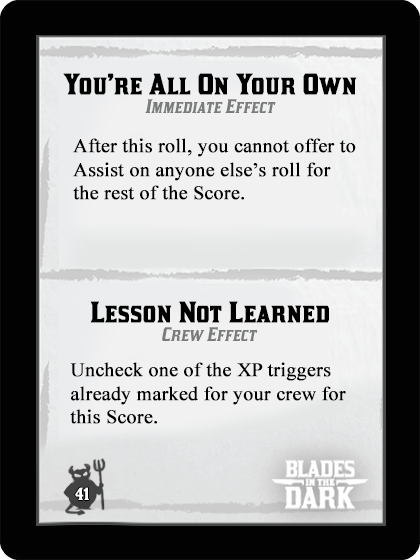 You're All On Your Own
Immediate Effect
After this roll, you cannot offer to
Assist on anyone else's roll for
the rest of the Score.
Lesson Not Learned
Crew Effect
Uncheck one of the XP triggers
already marked for your crew for
this Score.
41
BLADES
IN THE
DARK